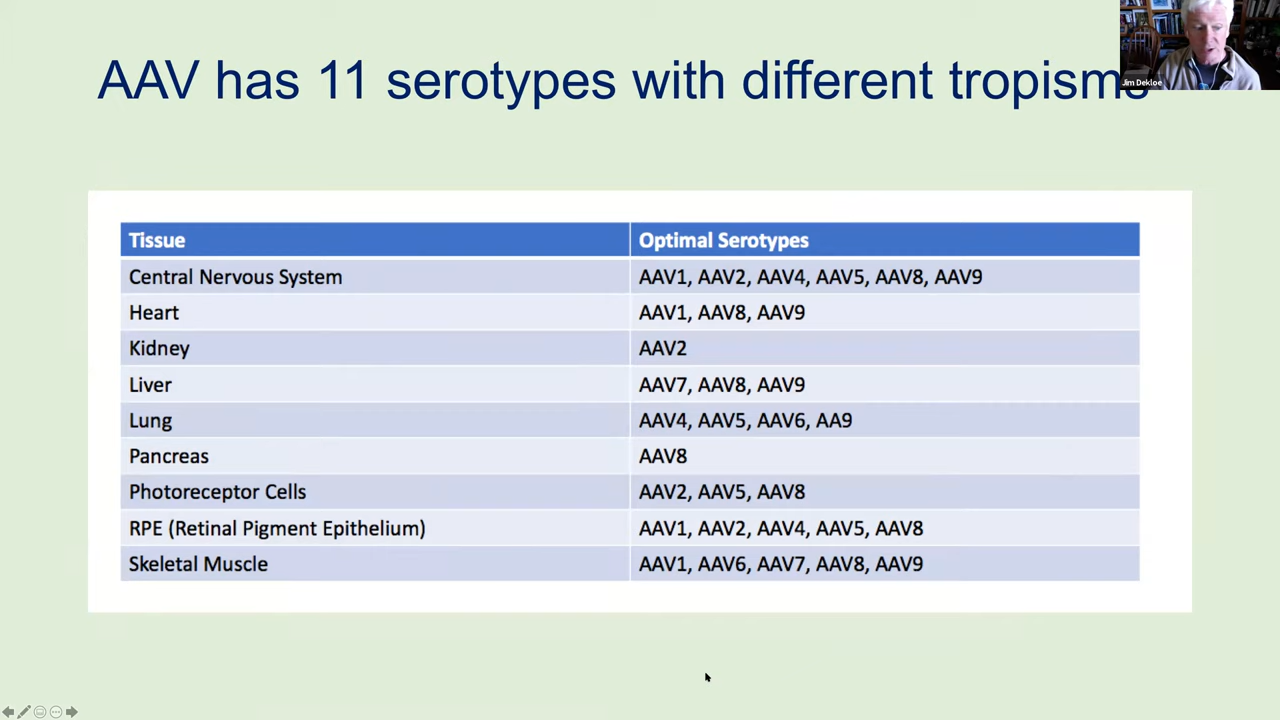 AAV has 11 serotypes with different tropisms
Jim Dekloe
Tissue Optimal Serotypes
Central Nervous System AAV1, AAV2, AAV4, AAV5, AAV8, AAV9
Heart AAV1, AAV8, AAV9
Kidney AAV2
Liver AAV7, AAV8, AAV9
Lung AAV4, AAV5, AAV6, AA9
Pancreas AAV8
Photoreceptor Cells AAV2, AAV5, AAV8
RPE (Retinal Pigment Epithelium) AAV1, AAV2, AAV4, AAV5, AAV8
Skeletal Muscle AAV1, AAV6, AAV7, AAV8, AAV9